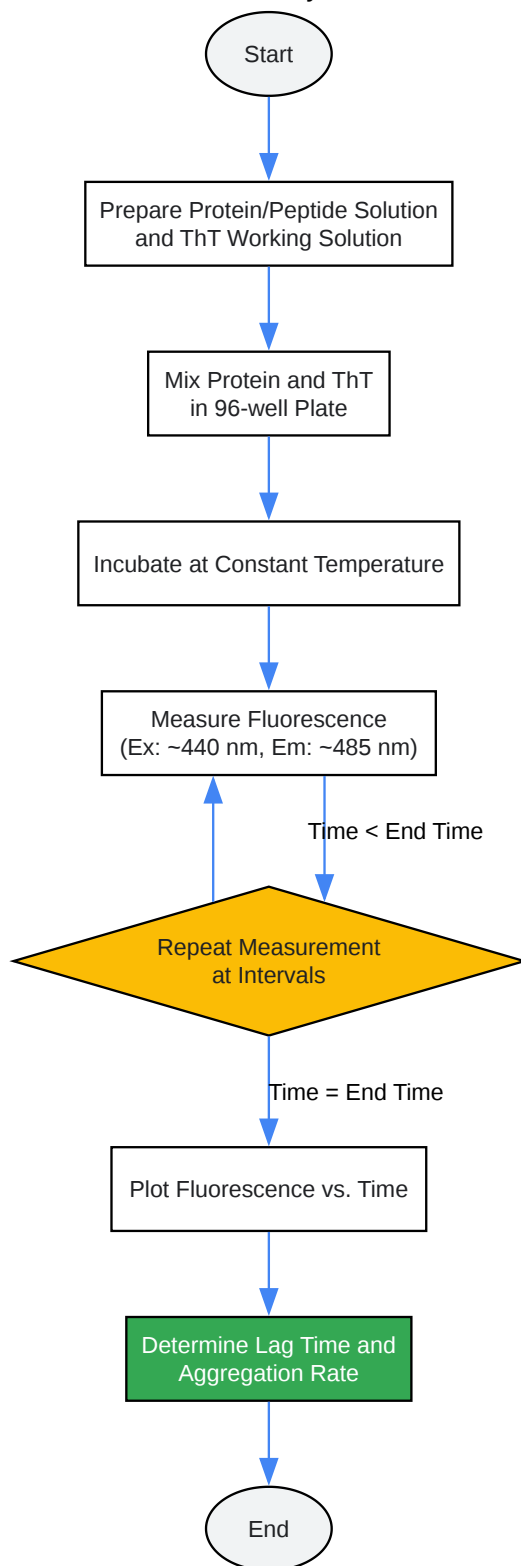 Start
Prepare Protein/Peptide Solution
and ThT Working Solution
Mix Protein and ThT
in 96-well Plate
Incubate at Constant Temperature
Measure Fluorescence
(Ex: ~440 nm, Em: ~485 nm)
Time < End Time
Repeat Measurement
at Intervals
Time = End Time
Plot Fluorescence vs. Time
Determine Lag Time and
Aggregation Rate
End